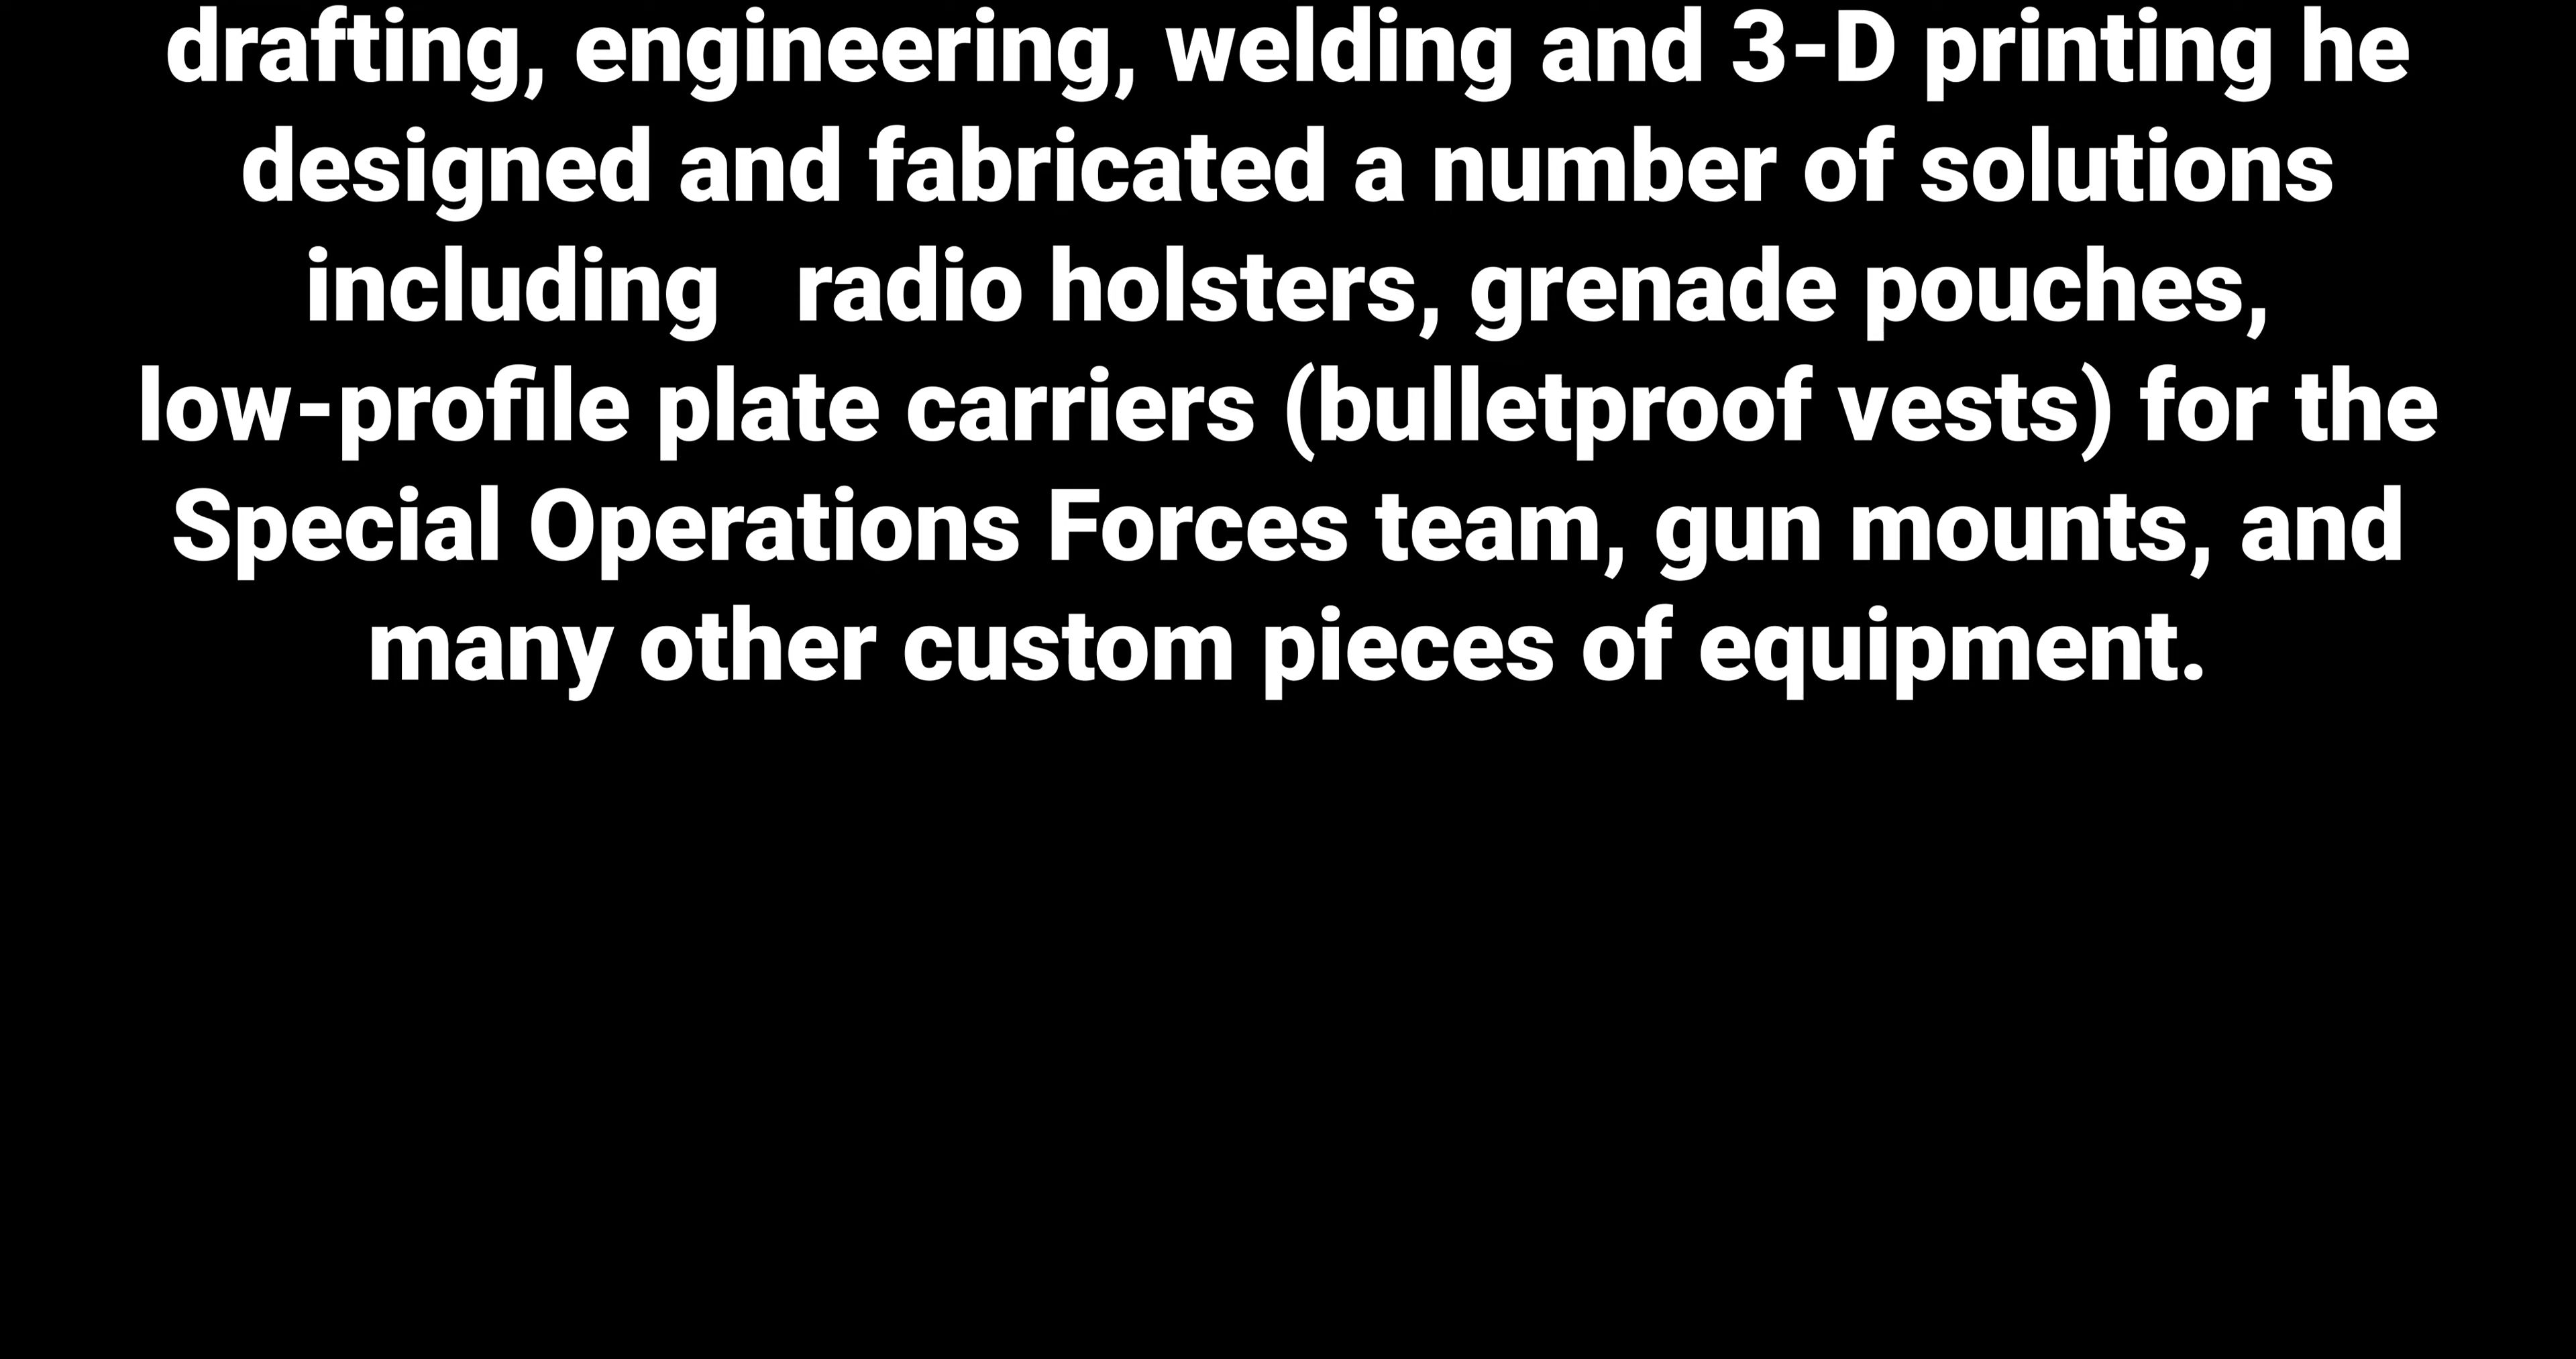 drafting, engineering, welding and 3-D printing he
designed and fabricated a number of solutions
including   radio holsters, grenade pouches,
low-profile plate carriers (bulletproof vests) for the
Special Operations Forces team, gun mounts, and
many other custom pieces of equipment.